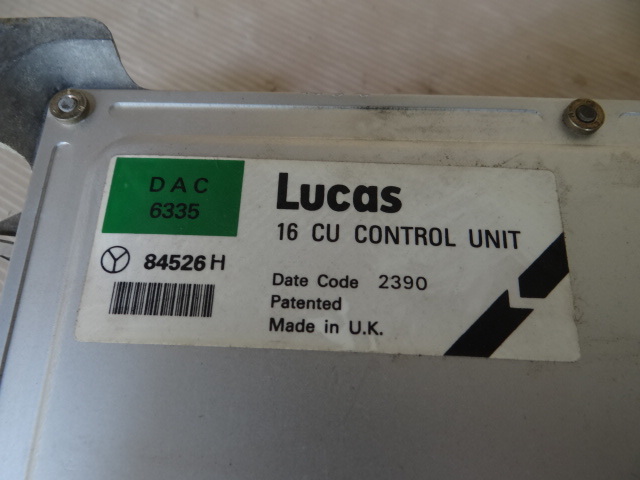 DAC
6335
Lucas
16 CU CONTROL UNIT
84526 H
Date Code 2390
Patented
Made in U.K.